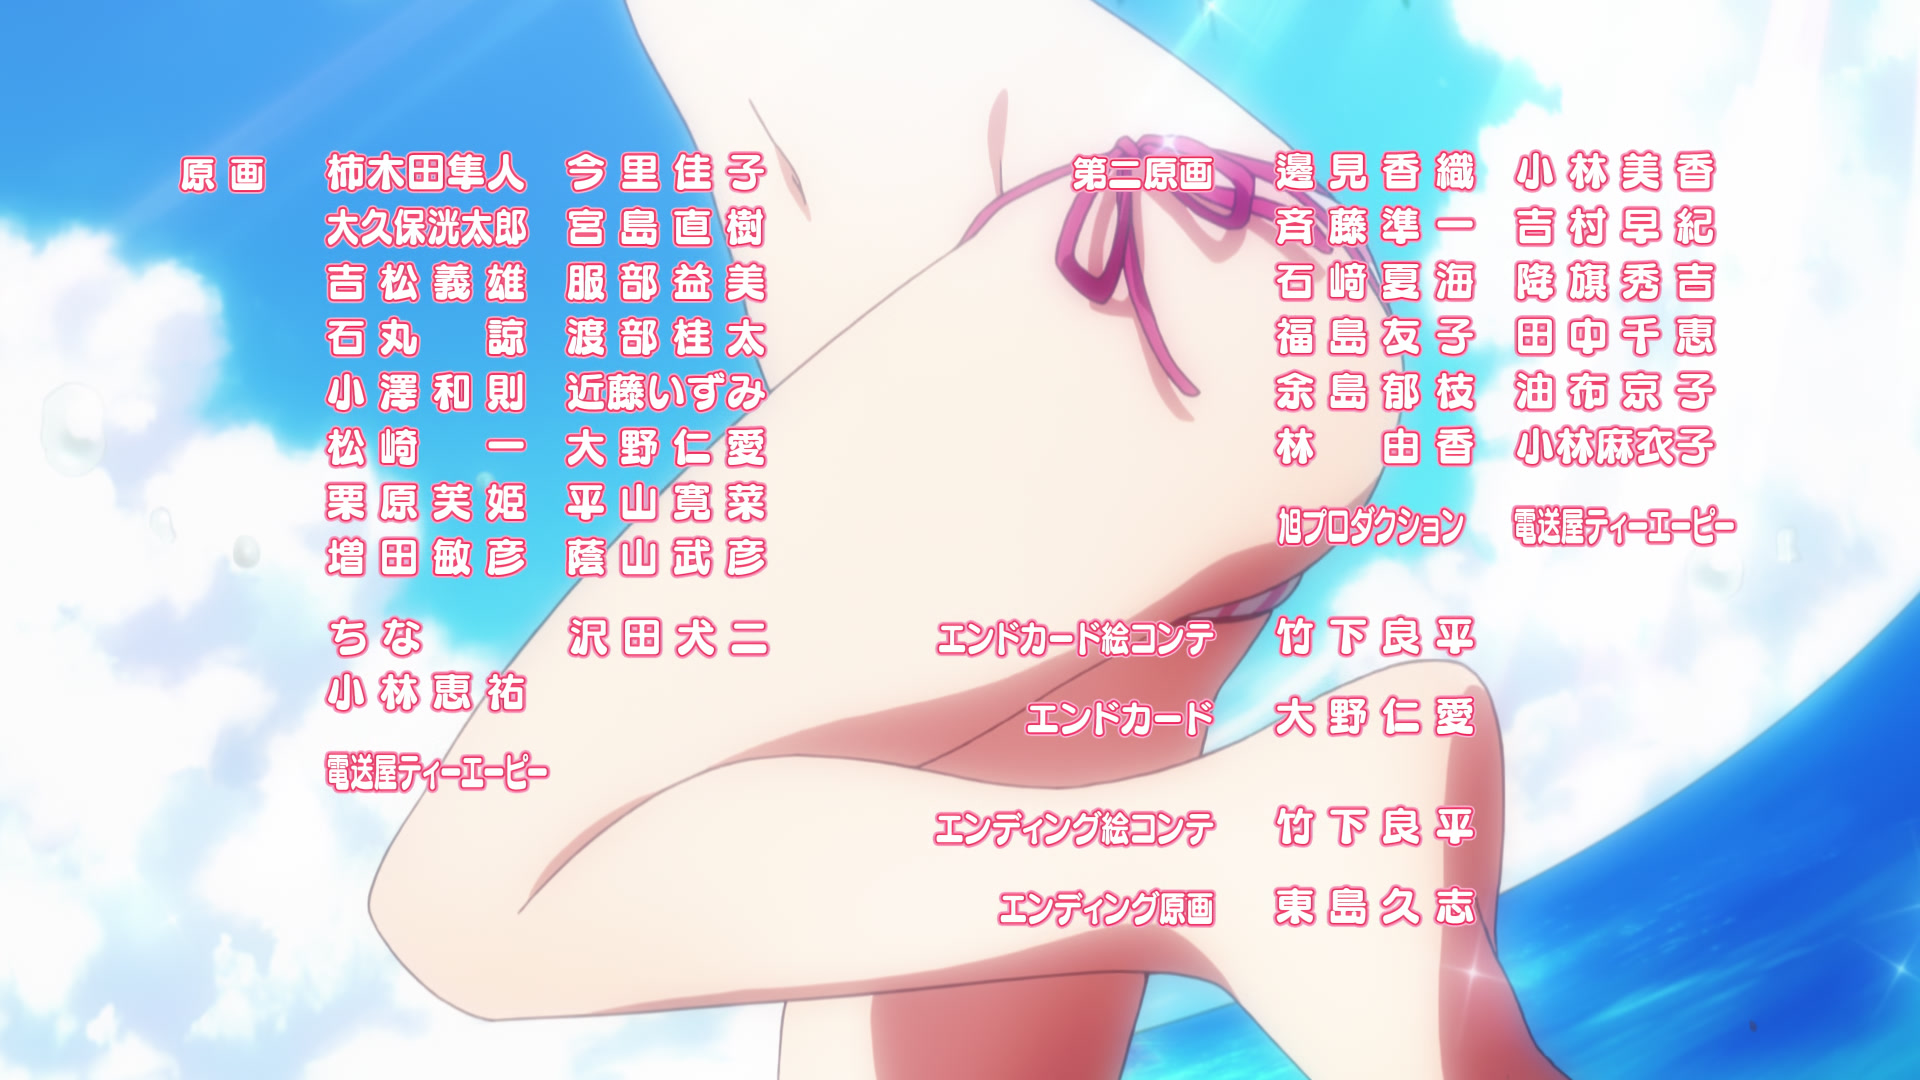 原画 柿木田隼人 今里佳子
大久保洸太郎 宮島直樹
吉松義雄 服部益美
石丸 諒 渡部桂太
小澤和則 近藤いずみ
松崎 一 大野仁愛
栗原芙姫 平山寛菜
増田敏彦 蔭山武彦
ちな 沢田犬二
小林恵祐
電送屋ティーエーピー
第二原画 邊見香織 小林美香
斉藤準一 吉村早紀
石﨑夏海 降旗秀吉
福島友子 田中千恵
余島郁枝 油布京子
林 由香 小林麻衣子
旭プロダクション 電送屋ティーエーピー
エンドカード絵コンテ 竹下良平
エンドカード 大野仁愛
エンディング絵コンテ 竹下良平
エンディング原画 東島久志